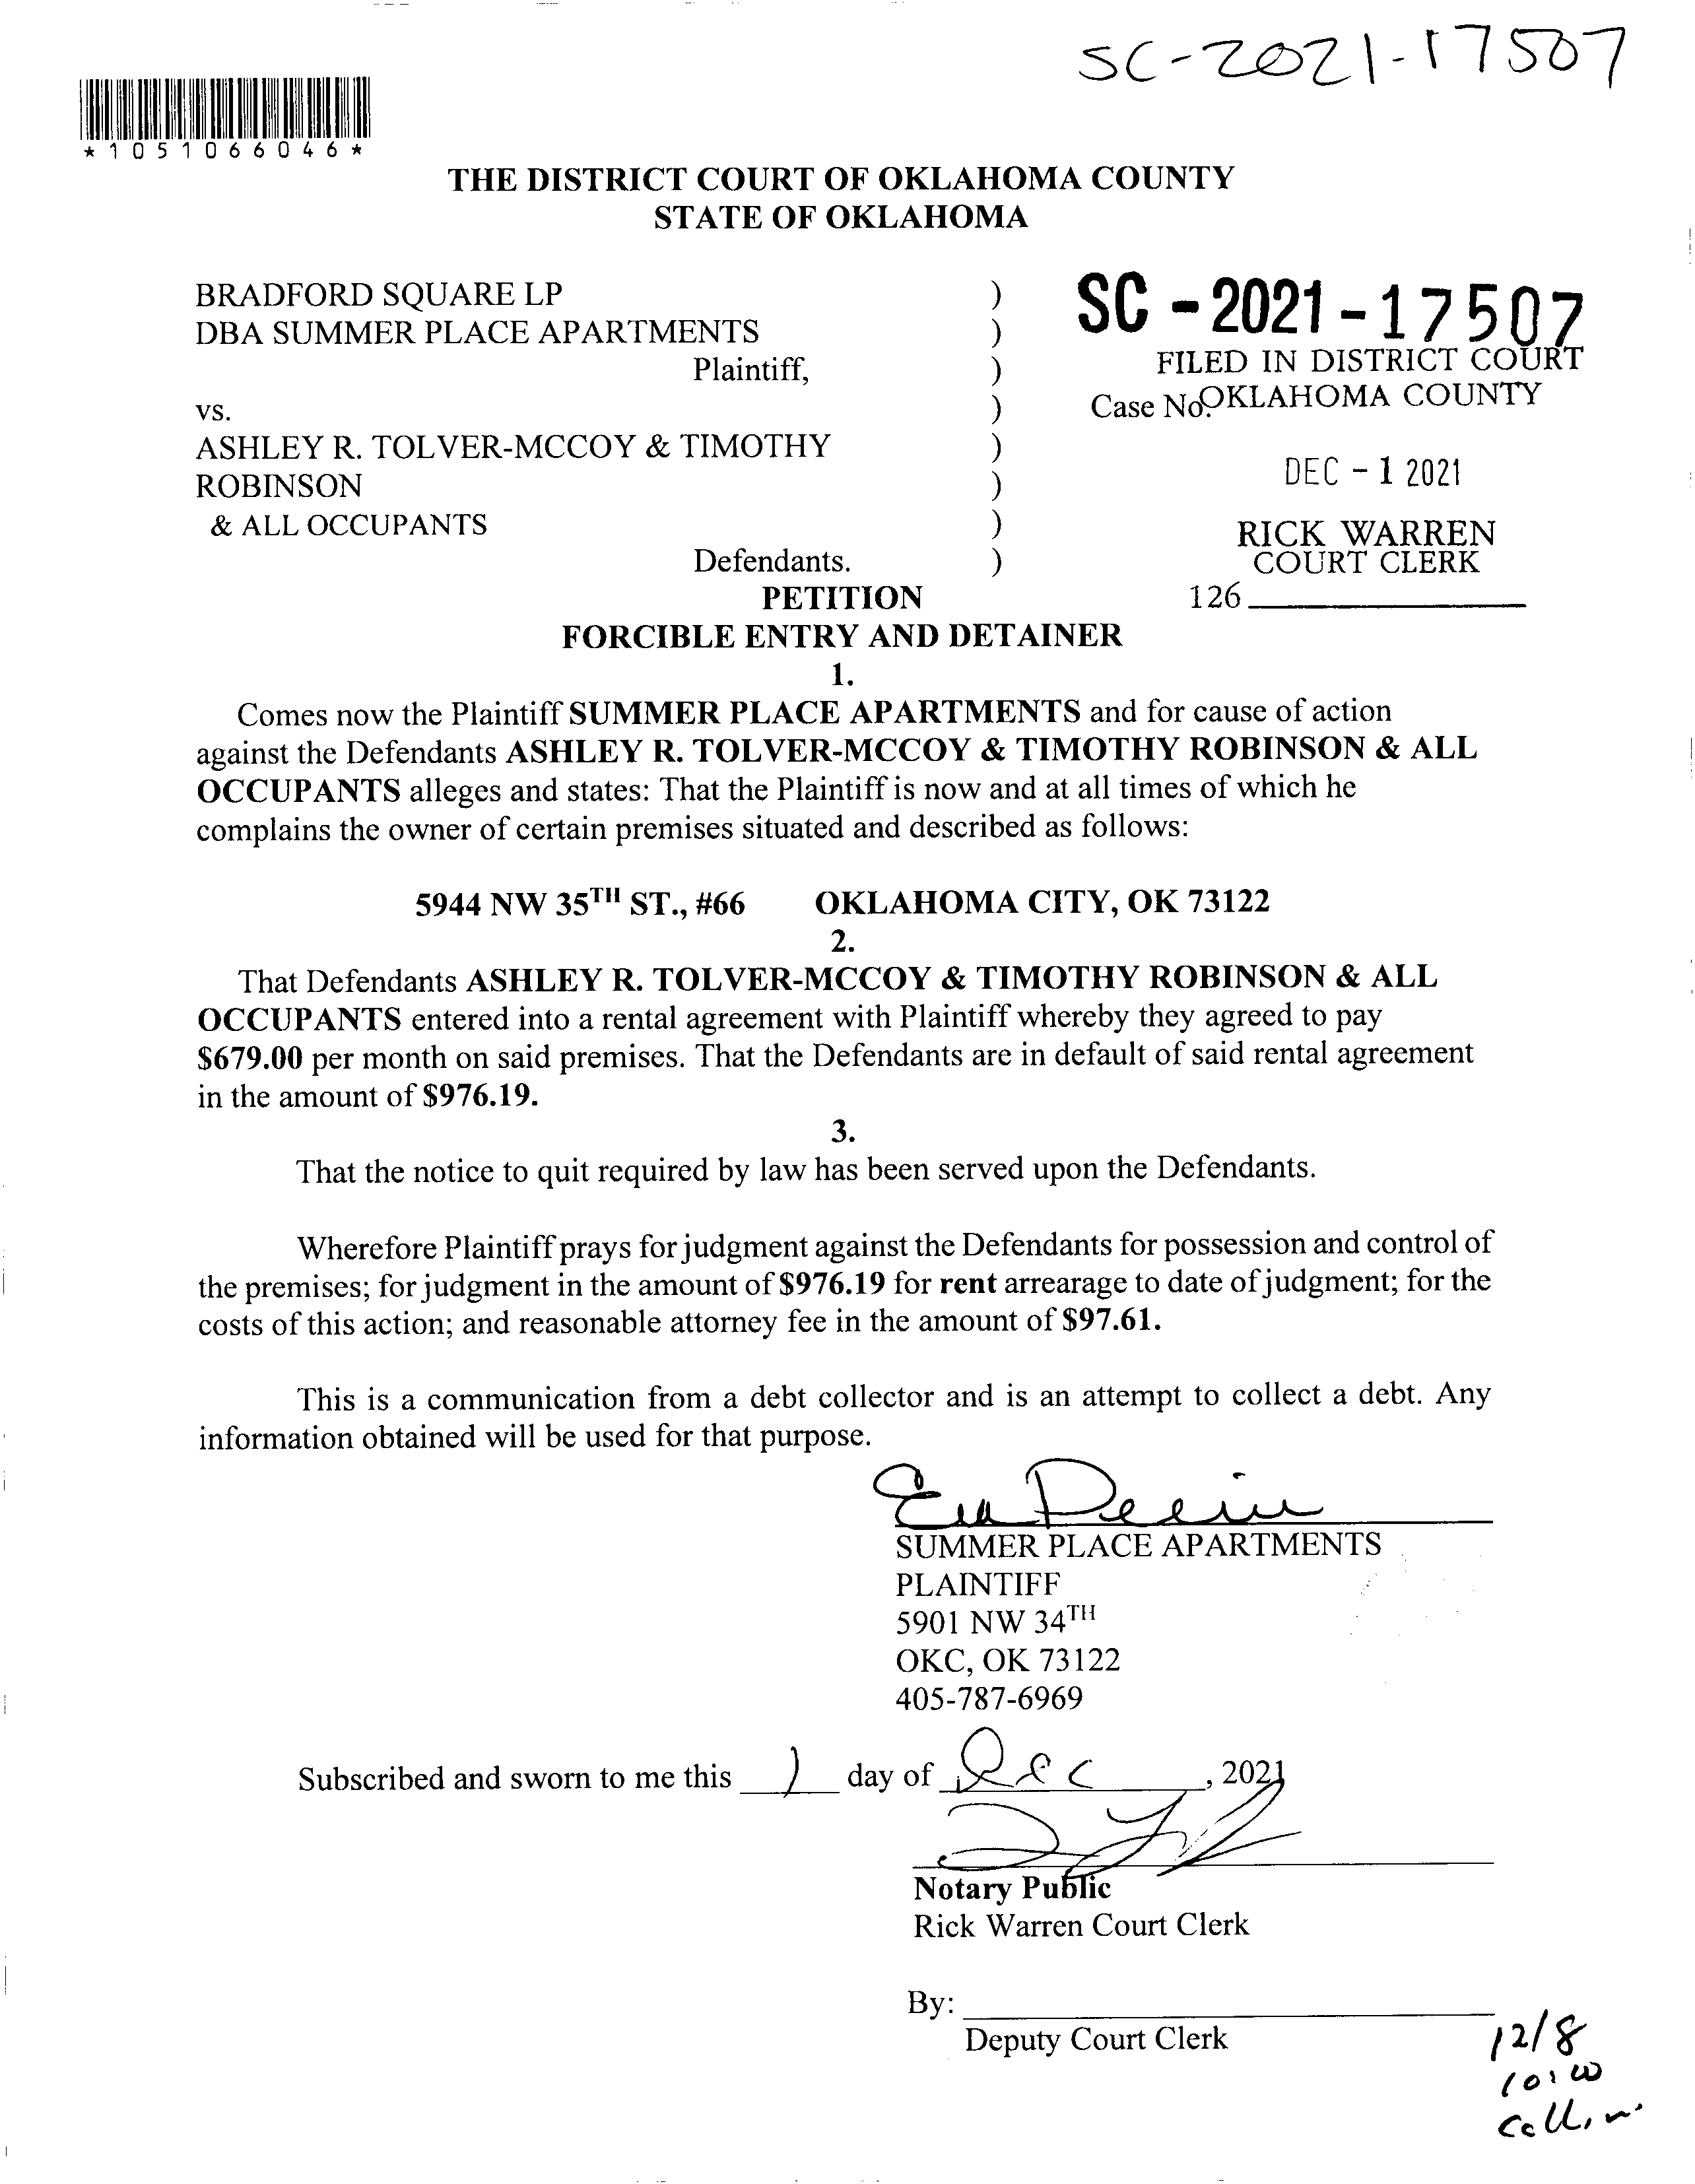 SC-2021-17507
*1051066046*
THE DISTRICT COURT OF OKLAHOMA COUNTY
STATE OF OKLAHOMA
BRADFORD SQUARE LP )
DBA SUMMER PLACE APARTMENTS )
Plaintiff, )
vs. )
ASHLEY R. TOLVER-MCCOY & TIMOTHY )
ROBINSON )
& ALL OCCUPANTS )
Defendants. )
SC-2021-17507
FILED IN DISTRICT COURT
Case No. OKLAHOMA COUNTY
DEC - 1 2021
RICK WARREN
COURT CLERK
126
PETITION
FORCIBLE ENTRY AND DETAINER
1.
Comes now the Plaintiff SUMMER PLACE APARTMENTS and for cause of action
against the Defendants ASHLEY R. TOLVER-MCCOY & TIMOTHY ROBINSON & ALL
OCCUPANTS alleges and states: That the Plaintiff is now and at all times of which he
complains the owner of certain premises situated and described as follows:
5944 NW 35TH ST., #66 OKLAHOMA CITY, OK 73122
2.
That Defendants ASHLEY R. TOLVER-MCCOY & TIMOTHY ROBINSON & ALL
OCCUPANTS entered into a rental agreement with Plaintiff whereby they agreed to pay
$679.00 per month on said premises. That the Defendants are in default of said rental agreement
in the amount of $976.19.
3.
That the notice to quit required by law has been served upon the Defendants.
Wherefore Plaintiff prays for judgment against the Defendants for possession and control of
the premises; for judgment in the amount of $976.19 for rent arrearage to date of judgment; for the
costs of this action; and reasonable attorney fee in the amount of $97.61.
This is a communication from a debt collector and is an attempt to collect a debt. Any
information obtained will be used for that purpose.
SUMMER PLACE APARTMENTS
PLAINTIFF
5901 NW 34TH
OKC, OK 73122
405-787-6969
Subscribed and sworn to me this 1 day of Dec, 2021
Notary Public
Rick Warren Court Clerk
By:
Deputy Court Clerk
12/8